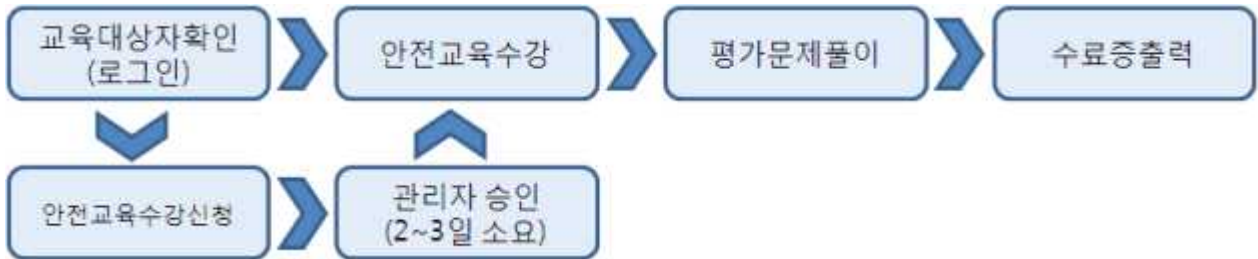 교육대상자확인
(로그인)
안전교육수강
평가문제풀이
수료증출력
안전교육수강신청
관리자 승인
(2~3일 소요)